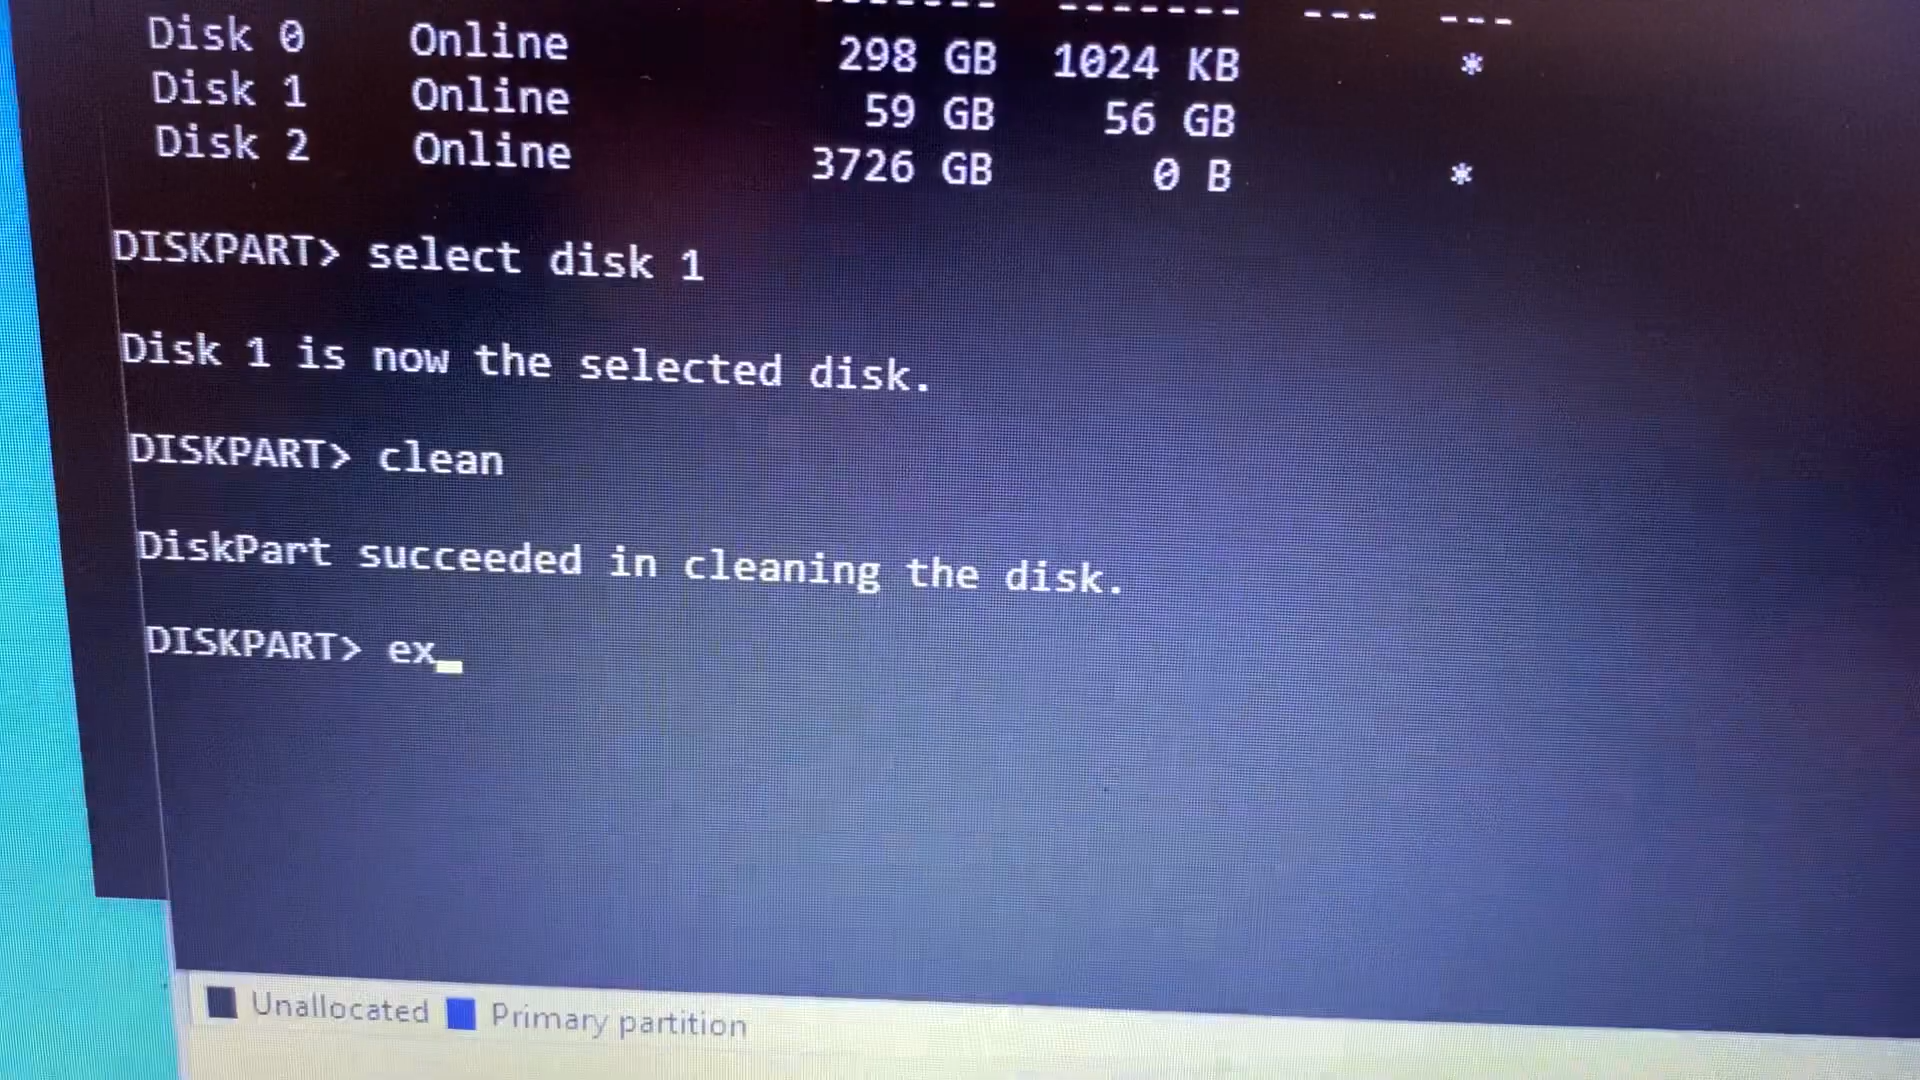 Disk 0 Online 298 GB 1024 KB *
Disk 1 Online 59 GB 56 GB
Disk 2 Online 3726 GB 0 B *
DISKPART> select disk 1
Disk 1 is now the selected disk.
DISKPART> clean
DiskPart succeeded in cleaning the disk.
DISKPART> ex_
Unallocated Primary partition